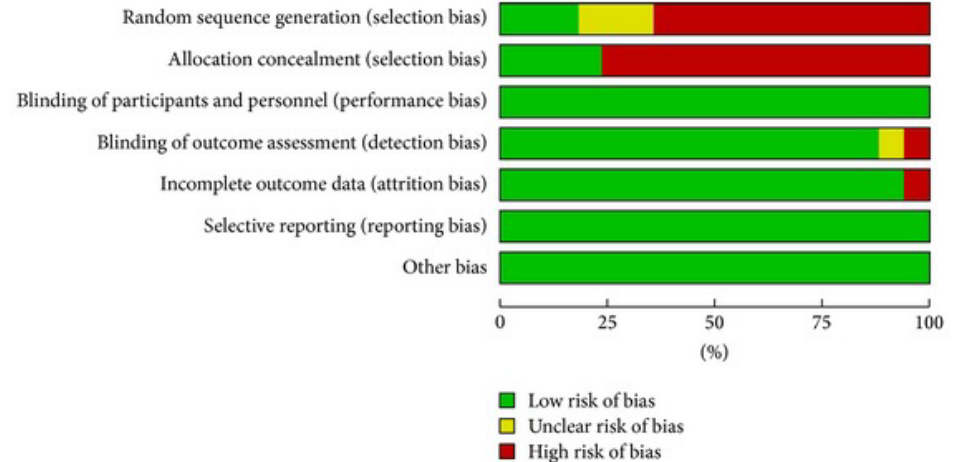 Random sequence generation (selection bias)
Allocation concealment (selection bias)
Blinding of participants and personnel (performance bias)
Blinding of outcome assessment (detection bias)
Incomplete outcome data (attrition bias)
Selective reporting (reporting bias)
Other bias
0 25 50 75 100
(%)
Low risk of bias
Unclear risk of bias
High risk of bias